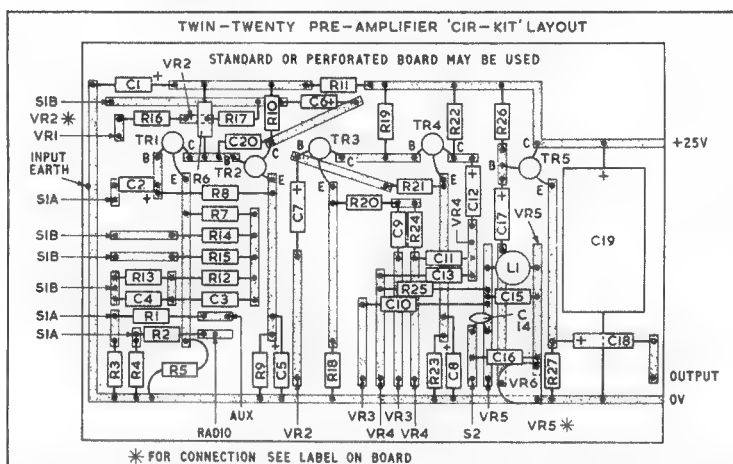 TWIN-TWENTY PRE-AMPLIFIER 'CIR-KIT' LAYOUT
STANDARD OR PERFORATED BOARD MAY BE USED
C1 + VR2 R11
S1B C6+
VR2* R16 R17 R10 R19 R22 R26
VR1
TR1 C C20 TR3 TR4 C +25V
B C B TR2 C B C B TR5
INPUT EARTH
E R6 E E E B E
C2 + R8 C7 + R21 C12 + VR4 C17 + VR5 C19 +
S1A
R7 R20 C9 R24
S1B R14
R15 C11 L1
S1B R13 R12 C13
R25 C15
C4 C3 C10
S1A R1 C14
S1A R2 + + C16 + C18
R3 R4 R5 R9 C5 R18 R23 C8 VR6 R27 OUTPUT
0V
AUX VR3 VR3 VR5
RADIO VR2 VR4 VR4 S2 VR5*
* FOR CONNECTION SEE LABEL ON BOARD